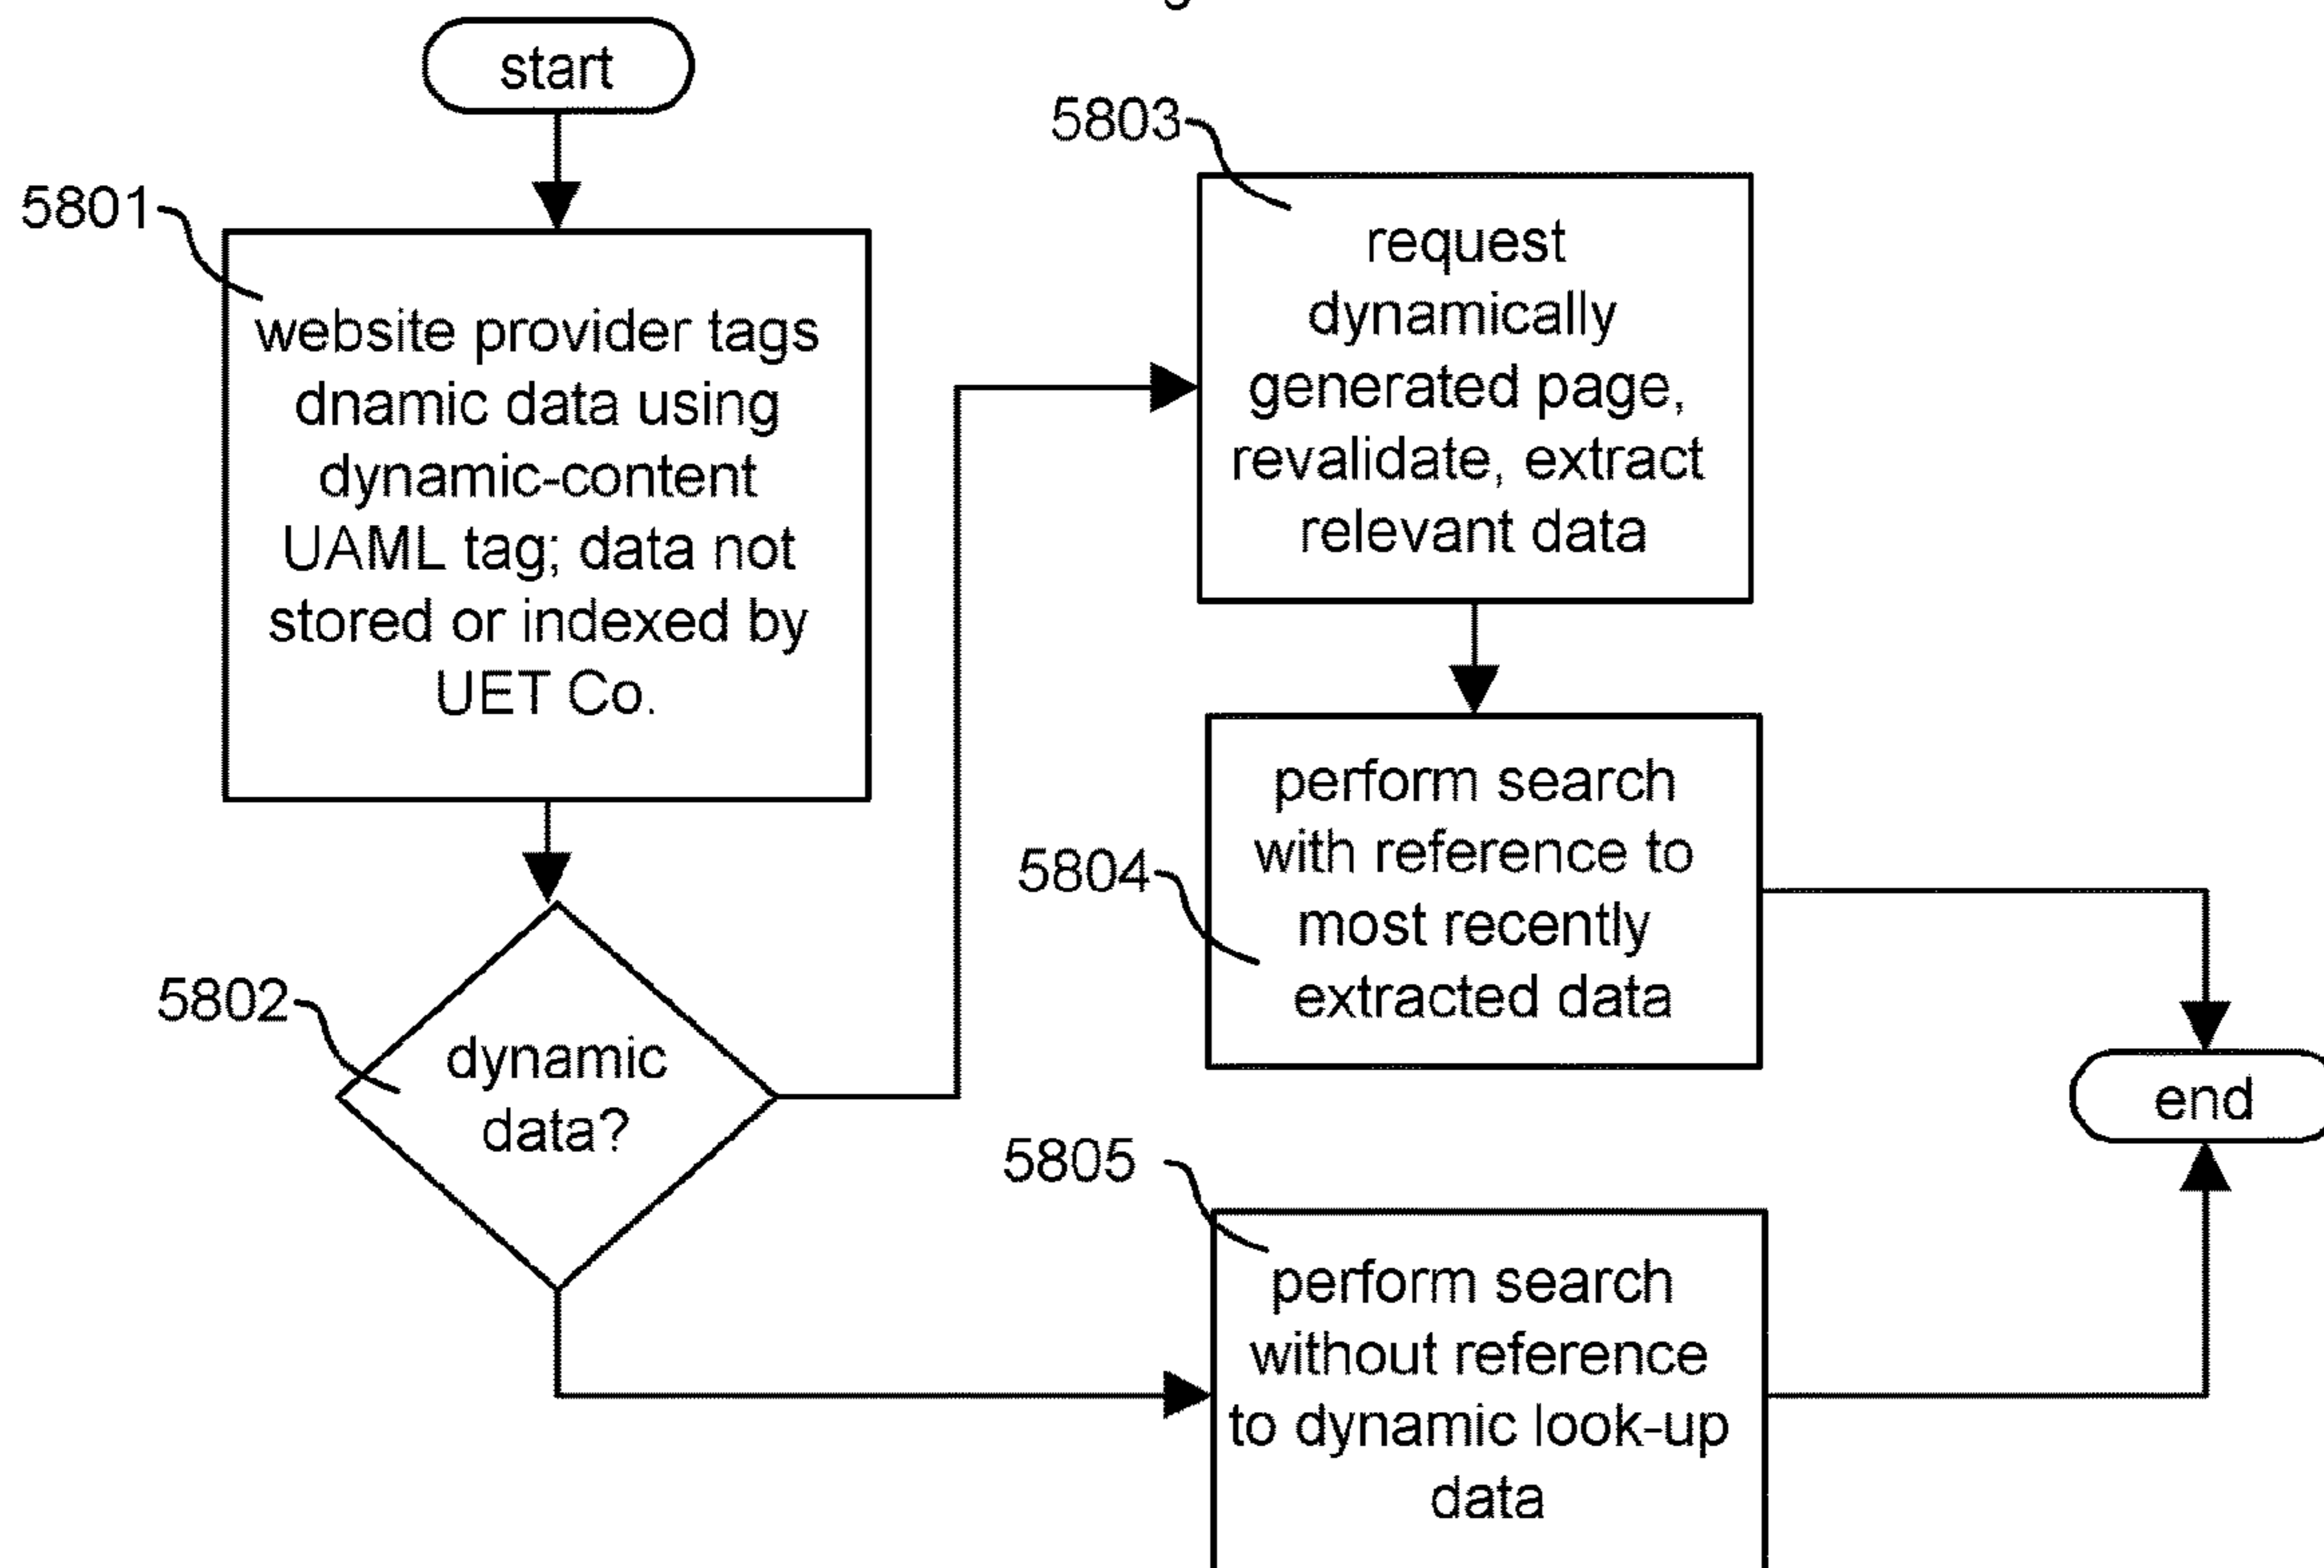 start
5801
website provider tags
dnamic data using
dynamic-content
UAML tag; data not
stored or indexed by
UET Co.
5802
dynamic
data?
5803
request
dynamically
generated page,
revalidate, extract
relevant data
5804
perform search
with reference to
most recently
extracted data
5805
perform search
without reference
to dynamic look-up
data
end